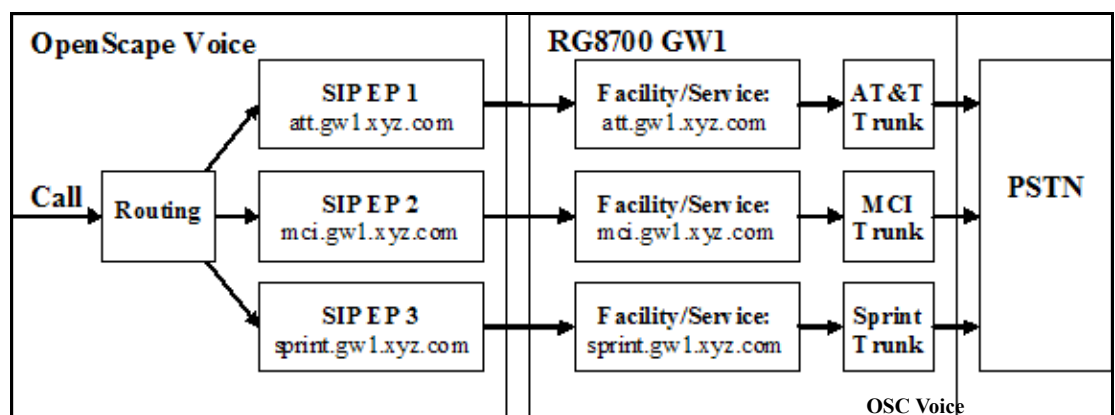 OpenScape Voice
RG8700 GW1
SIP EP 1
att.gw1.xyz.com
Facility/Service:
att.gw1.xyz.com
AT&T
Trunk
Call
Routing
SIP EP 2
mci.gw1.xyz.com
Facility/Service:
mci.gw1.xyz.com
MCI
Trunk
PSTN
SIP EP 3
sprint.gw1.xyz.com
Facility/Service:
sprint.gw1.xyz.com
Sprint
Trunk
OSC Voice